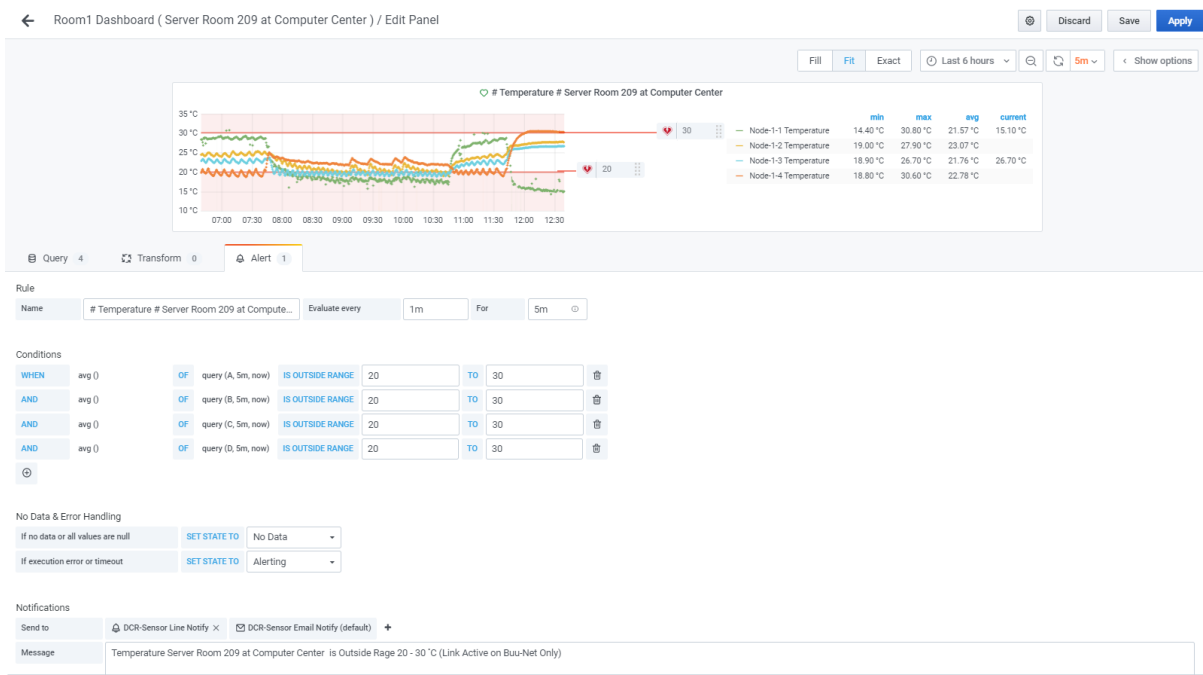 Room1 Dashboard ( Server Room 209 at Computer Center ) / Edit Panel
Discard Save Apply
Fill Fit Exact Last 6 hours 5m Show options
# Temperature # Server Room 209 at Computer Center
35 °C
30 °C
25 °C
20 °C
15 °C
10 °C
07:00 07:30 08:00 08:30 09:00 09:30 10:00 10:30 11:00 11:30 12:00 12:30
30
20
min max avg current
Node-1-1 Temperature 14.40 °C 30.80 °C 21.57 °C 15.10 °C
Node-1-2 Temperature 19.00 °C 27.90 °C 23.07 °C
Node-1-3 Temperature 18.90 °C 26.70 °C 21.76 °C 26.70 °C
Node-1-4 Temperature 18.80 °C 30.60 °C 22.78 °C
Query 4 Transform 0 Alert 1
Rule
Name # Temperature # Server Room 209 at Compute... Evaluate every 1m For 5m
Conditions
WHEN avg () OF query (A, 5m, now) IS OUTSIDE RANGE 20 TO 30
AND avg () OF query (B, 5m, now) IS OUTSIDE RANGE 20 TO 30
AND avg () OF query (C, 5m, now) IS OUTSIDE RANGE 20 TO 30
AND avg () OF query (D, 5m, now) IS OUTSIDE RANGE 20 TO 30
No Data & Error Handling
If no data or all values are null SET STATE TO No Data
If execution error or timeout SET STATE TO Alerting
Notifications
Send to DCR-Sensor Line Notify × DCR-Sensor Email Notify (default) +
Message Temperature Server Room 209 at Computer Center is Outside Rage 20 - 30 ˚C (Link Active on Buu-Net Only)